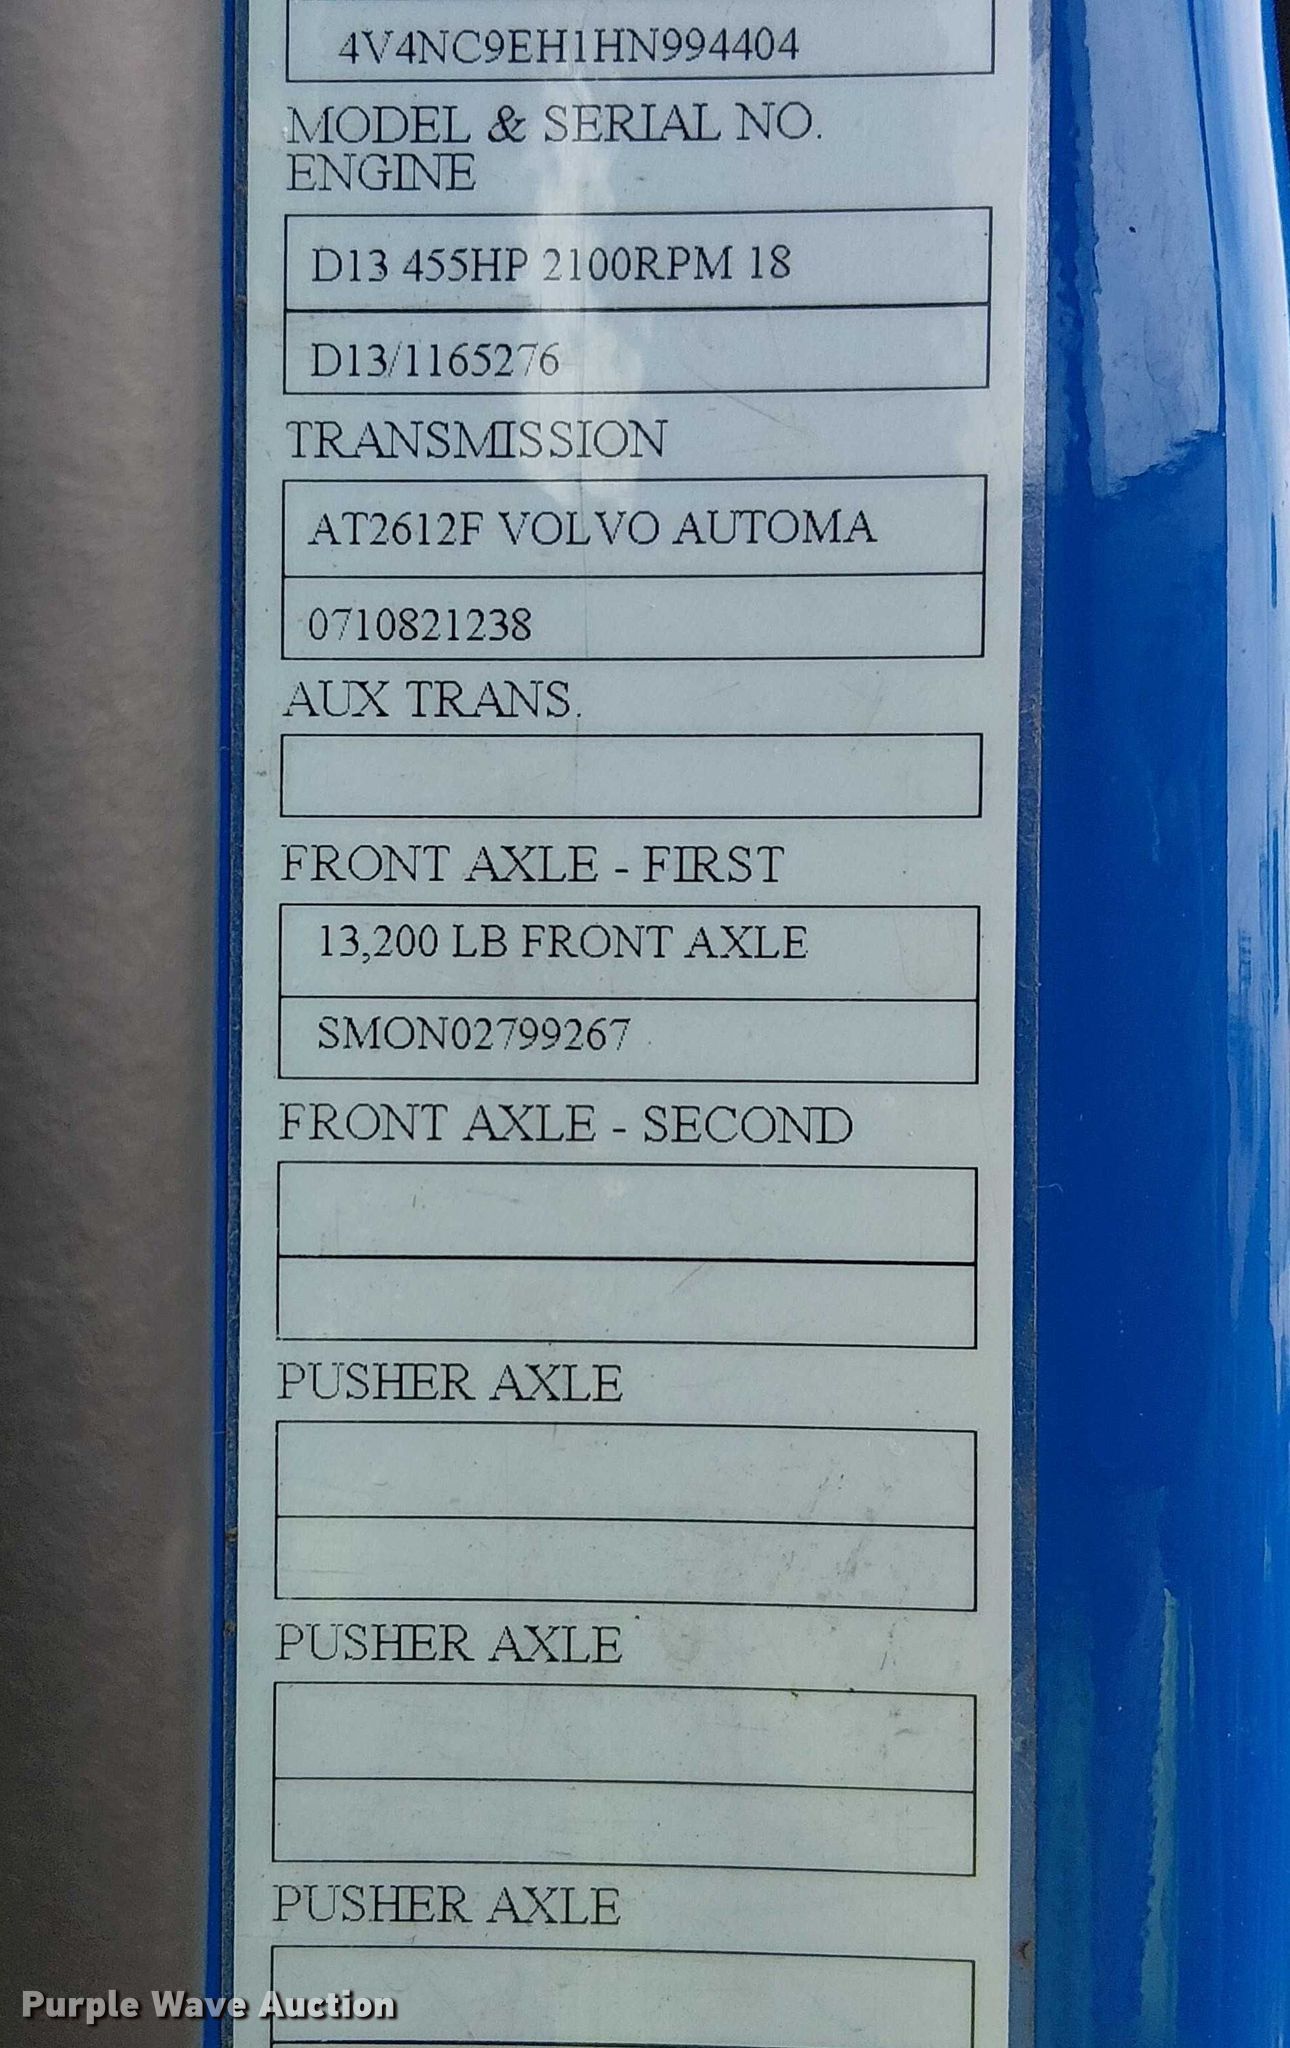 4V4NC9EH1HN994404
MODEL & SERIAL NO.
ENGINE
D13 455HP 2100RPM 18
D13/1165276
TRANSMISSION
AT2612F VOLVO AUTOMA
0710821238
AUX TRANS.
FRONT AXLE - FIRST
13,200 LB FRONT AXLE
SMON02799267
FRONT AXLE - SECOND
PUSHER AXLE
PUSHER AXLE
PUSHER AXLE
Purple Wave Auction